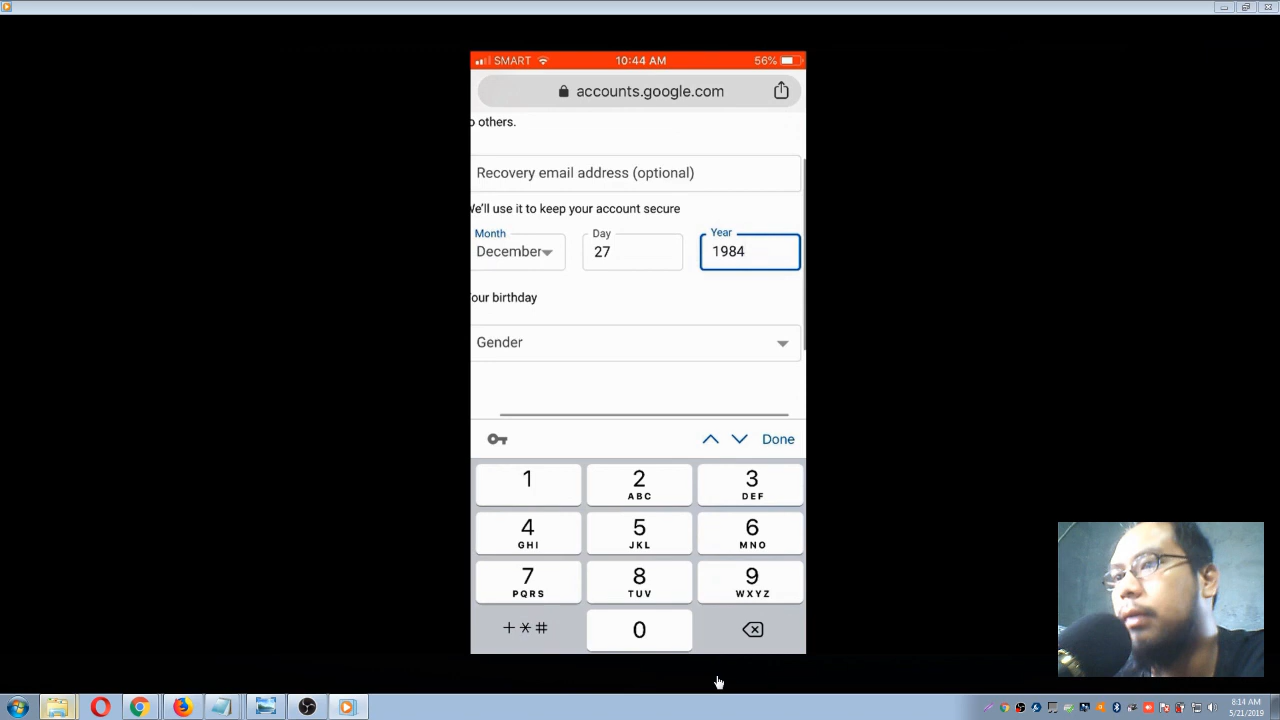 SMART 10:44 AM 56%
accounts.google.com
o others.
Recovery email address (optional)
We'll use it to keep your account secure
Month Day Year
December 27 1984
our birthday
Gender
Done
1 2 3
ABC DEF
4 5 6
GHI JKL MNO
7 8 9
PQRS TUV WXYZ
+*# 0
8:14 AM
5/21/2019